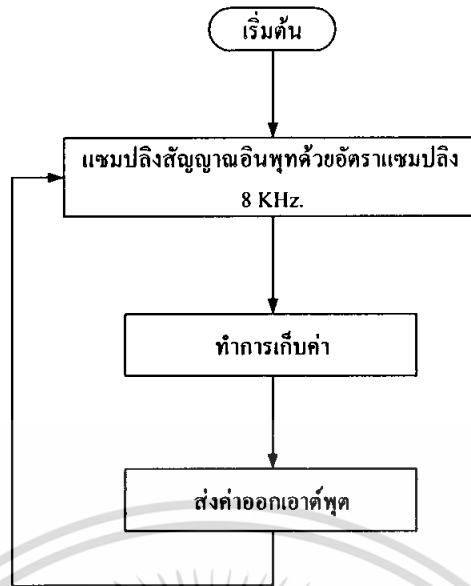 เริ่มต้น
แซมปลิงสัญญาณอินพุทด้วยอัตราแซมปลิง
8 KHz.
ทำการเก็บค่า
ส่งค่าออกเอาต์พุต